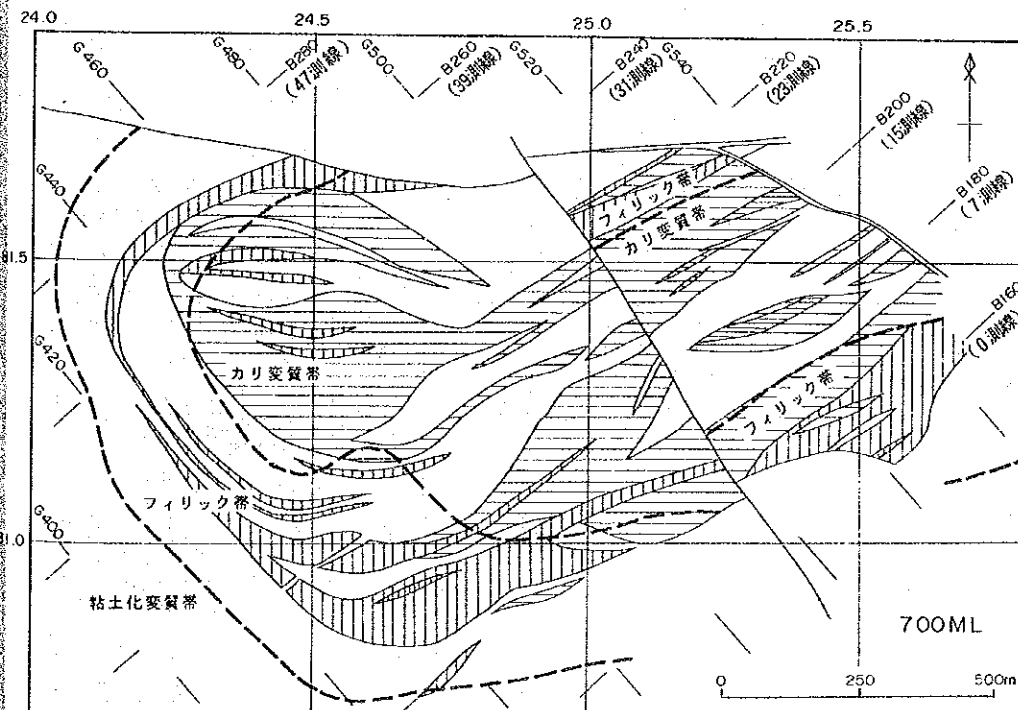 24.0
24.5
25.0
25.5
G460
G480
B280
(47測線)
G500
B260
(39測線)
G520
B240
(31測線)
G540
B220
(23測線)
B200
(15測線)
B180
(7測線)
G440
フィリック帯
カリ変質帯
81.5
B160
(0測線)
G420
カリ変質帯
フィリック帯
フィリック帯
G400
81.0
粘土化変質帯
700ML
0 250 500m